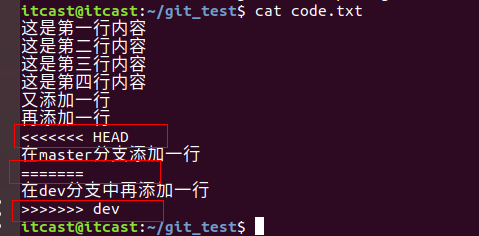 itcast@itcast:~/git_test$ cat code.txt
这是第一行内容
这是第二行内容
这是第三行内容
这是第四行内容
又添加一行
再添加一行
<<<<<<< HEAD
在master分支添加一行
=======
在dev分支中再添加一行
>>>>>>> dev
itcast@itcast:~/git_test$